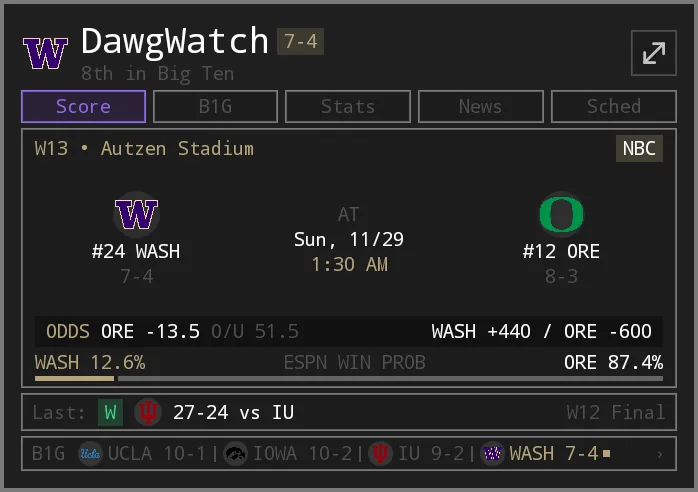 W DawgWatch 7-4
8th in Big Ten
Score B1G Stats News Sched
W13 • Autzen Stadium NBC
W AT O
#24 WASH Sun, 11/29 #12 ORE
7-4 1:30 AM 8-3
ODDS ORE -13.5 O/U 51.5 WASH +440 / ORE -600
WASH 12.6% ESPN WIN PROB ORE 87.4%
Last: W 27-24 vs IU W12 Final
B1G Ucla UCLA 10-1 | IOWA 10-2 | IU 9-2 | W WASH 7-4 ›